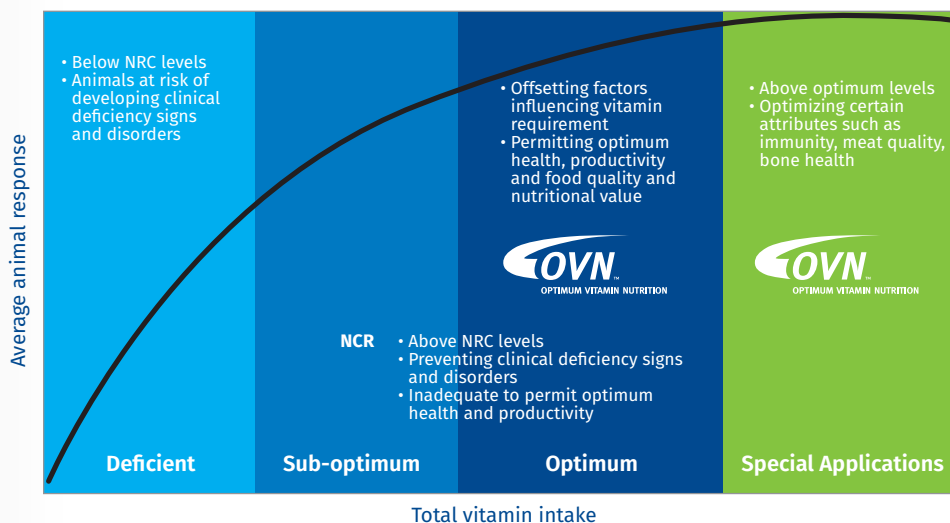 Average animal response
• Below NRC levels
• Animals at risk of
developing clinical
deficiency signs
and disorders
• Offsetting factors
influencing vitamin
requirement
• Permitting optimum
health, productivity
and food quality and
nutritional value
• Above optimum levels
• Optimizing certain
attributes such as
immunity, meat quality,
bone health
OVN™
OPTIMUM VITAMIN NUTRITION
OVN™
OPTIMUM VITAMIN NUTRITION
NCR
• Above NRC levels
• Preventing clinical deficiency signs
and disorders
• Inadequate to permit optimum
health and productivity
Deficient
Sub-optimum
Optimum
Special Applications
Total vitamin intake